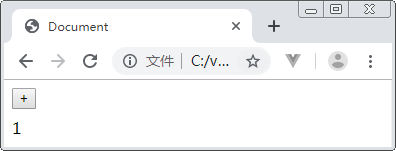 Document
文件 C:/v...
+
1